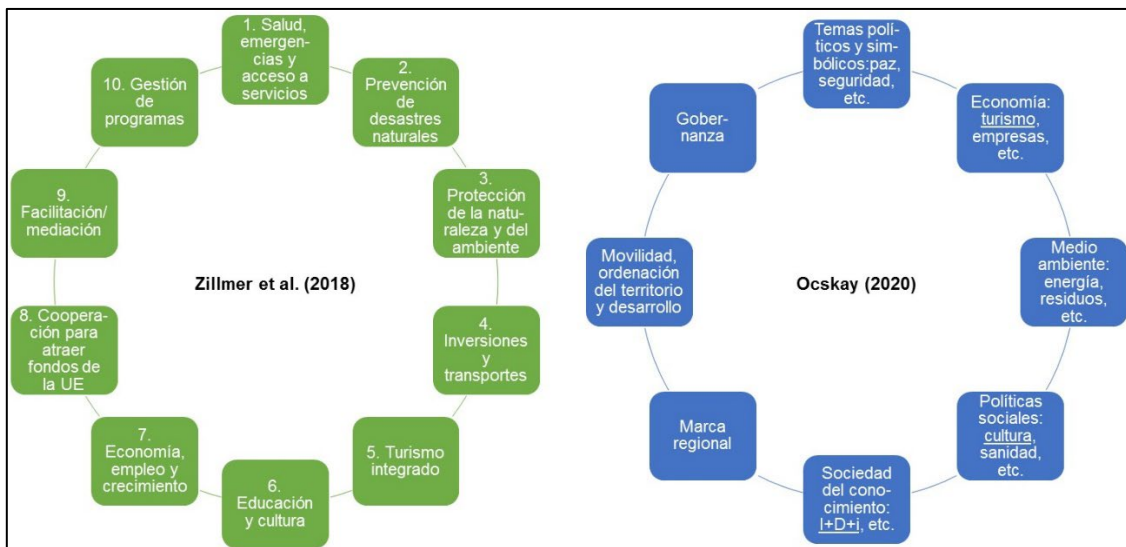 1. Salud,
emergen-
cias y
acceso a
servicios
2.
Prevención
de
desastres
naturales
3.
Protección
de la natu-
raleza y del
ambiente
4.
Inversiones
y
transportes
5. Turismo
integrado
6.
Educación
y cultura
7.
Economía,
empleo y
crecimiento
8. Coopera-
ción para
atraer
fondos de
la UE
9.
Facilitación/
mediación
10. Gestión
de
programas
Zillmer et al. (2018)
Temas polí-
ticos y sim-
bólicos:paz,
seguridad,
etc.
Economía:
turismo,
empresas,
etc.
Medio
ambiente:
energía,
residuos,
etc.
Políticas
sociales:
cultura,
sanidad,
etc.
Sociedad
del cono-
cimiento:
I+D+i, etc.
Marca
regional
Movilidad,
ordenación
del territorio
y desarrollo
Gober-
nanza
Ocskay (2020)